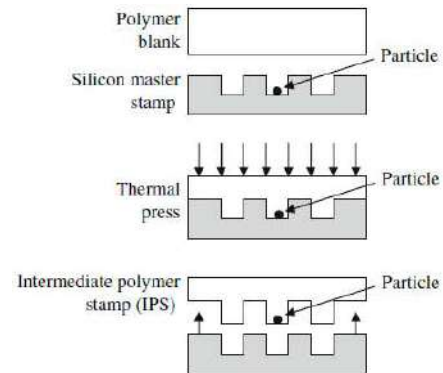 Polymer
blank
Particle
Silicon master
stamp
Thermal
press
Particle
Intermediate polymer
stamp (IPS)
Particle